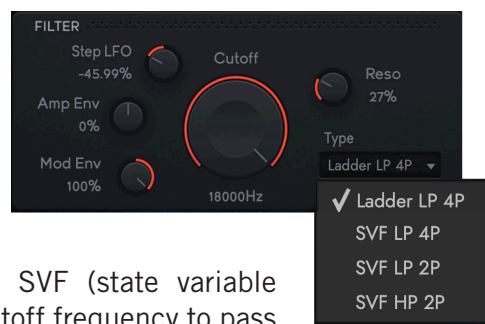 FILTER
Step LFO
-45.99%
Cutoff
Reso
27%
Amp Env
0%
Type
Mod Env
100%
Ladder LP 4P
18000Hz
Ladder LP 4P
SVF LP 4P
SVF LP 2P
SVF HP 2P
SVF (state variable
toff frequency to pass